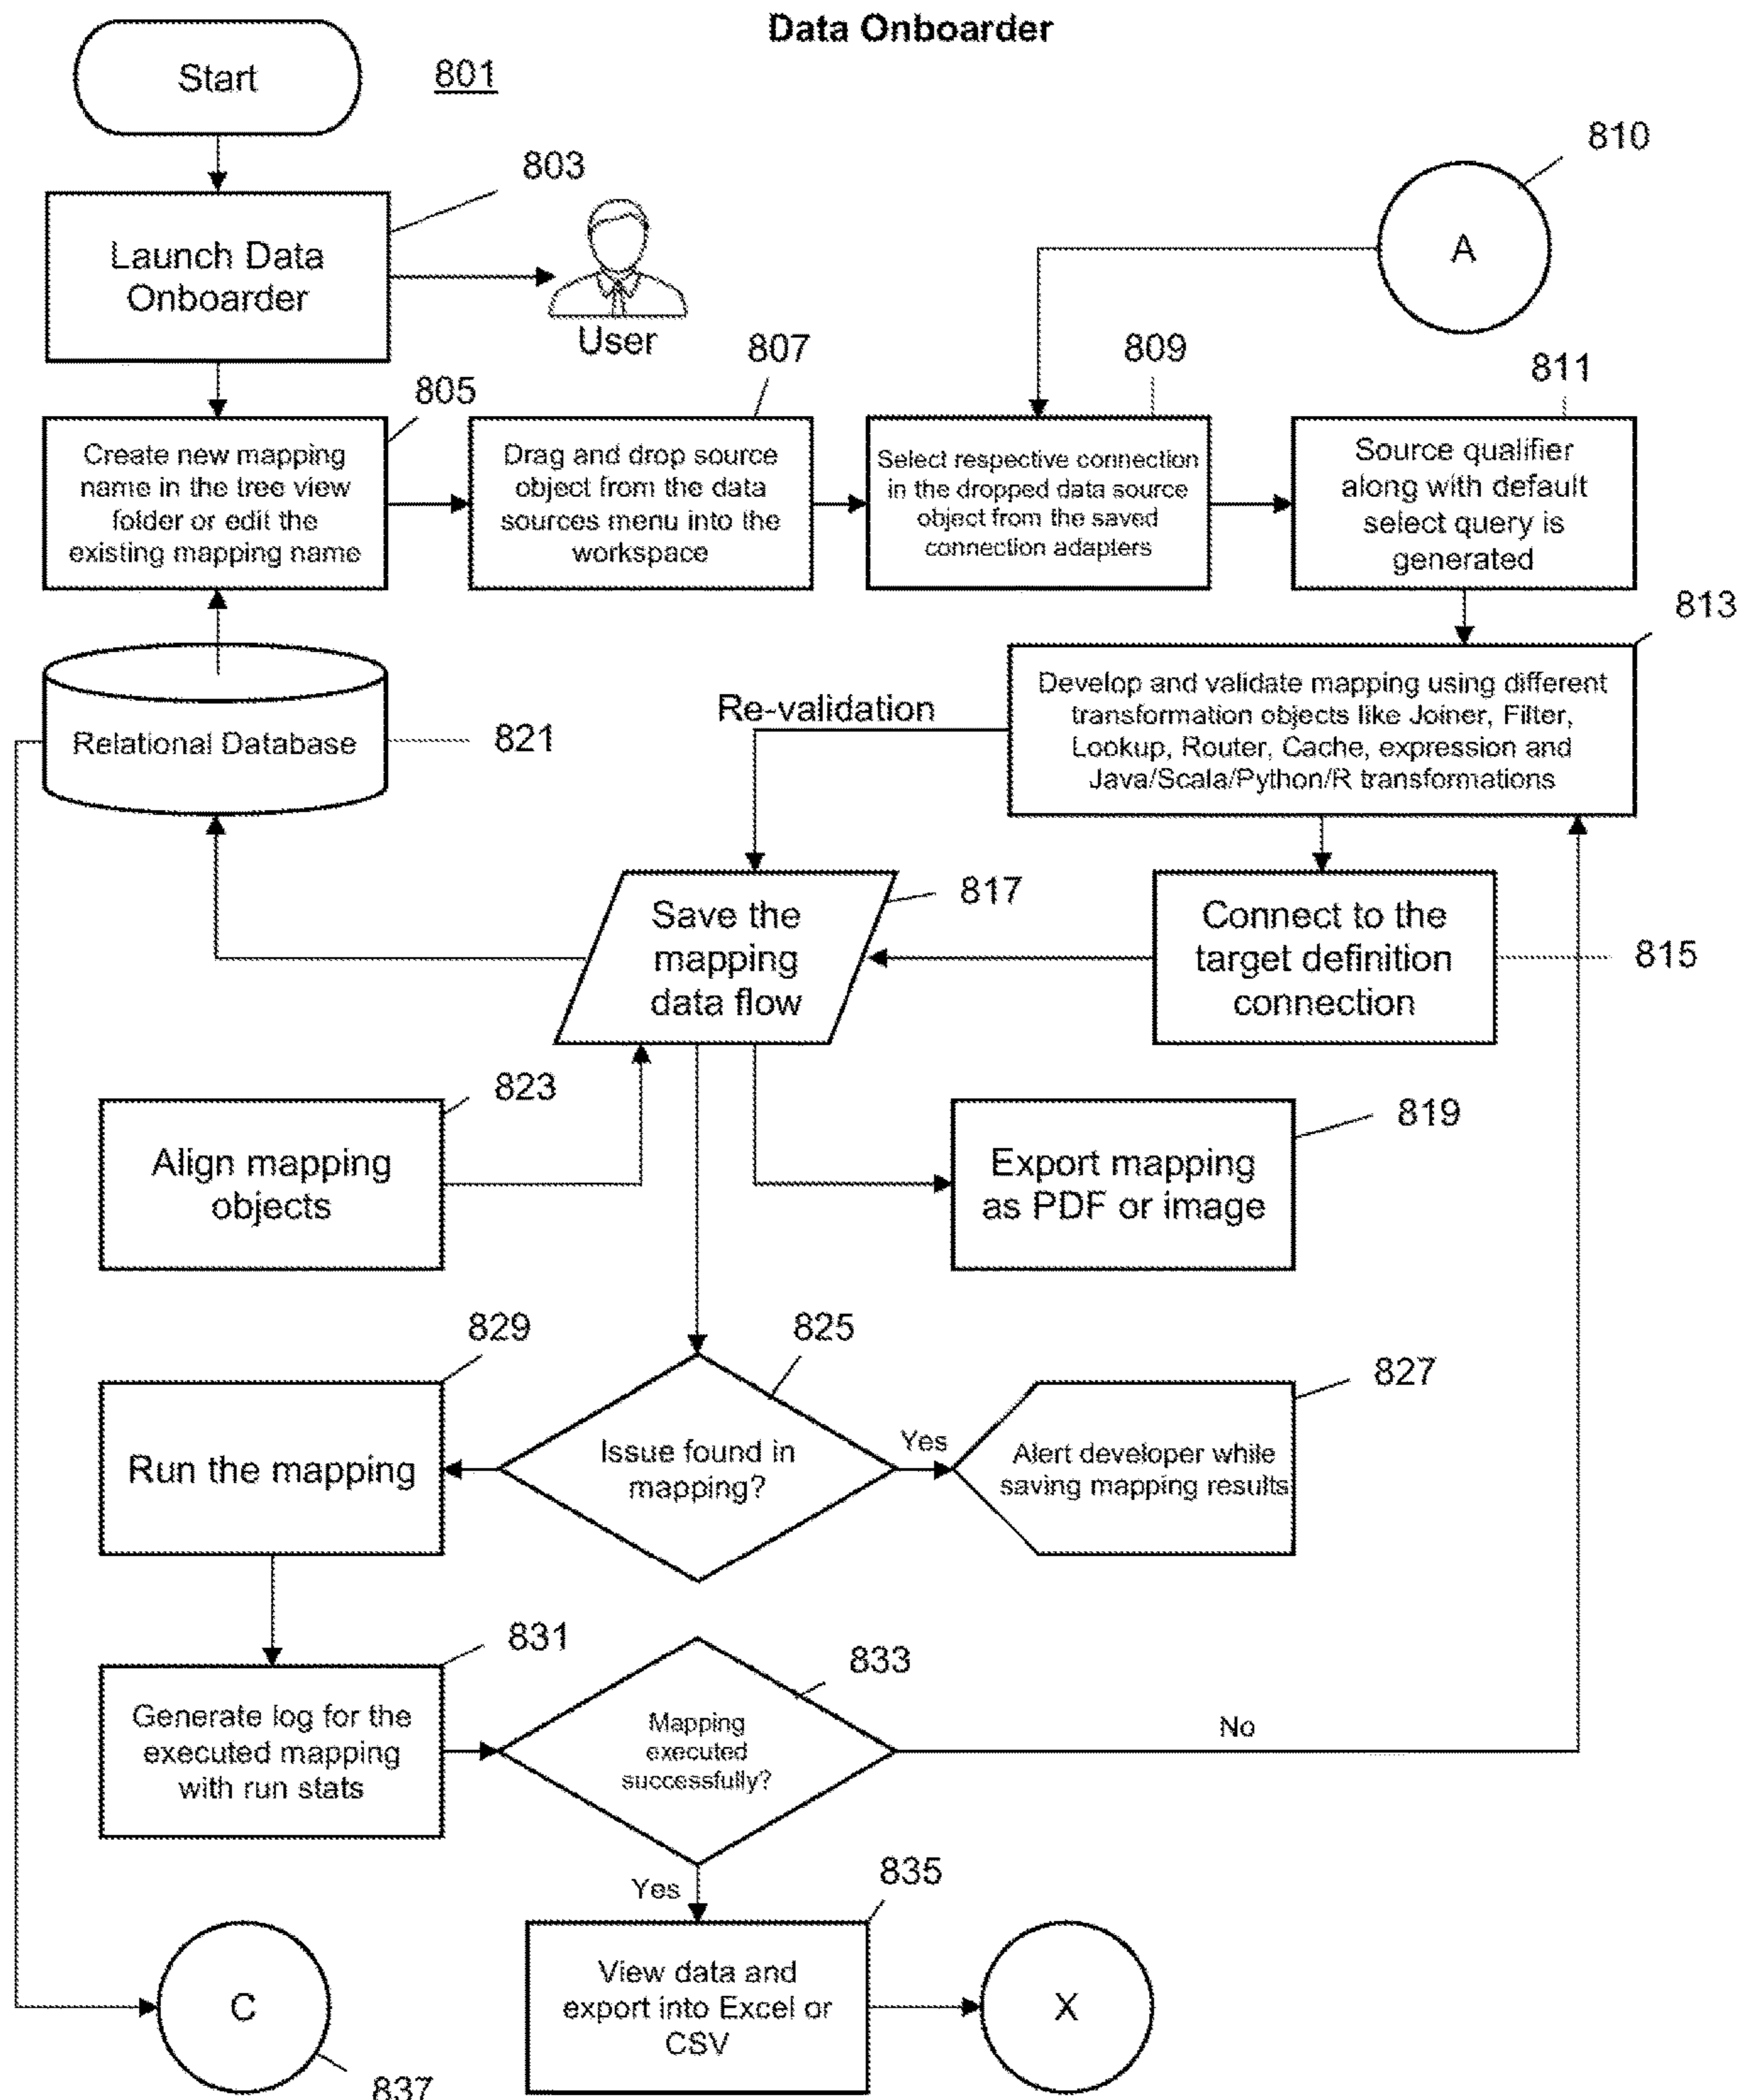 Data Onboarder
Start
801
810
803
Launch Data
Onboarder
User
A
807
809
811
805
Create new mapping
name in the tree view
folder or edit the
existing mapping name
Drag and drop source
object from the data
sources menu into the
workspace
Select respective connection
in the dropped data source
object from the saved
connection adapters
Source qualifier
along with default
select query is
generated
813
Develop and validate mapping using different
transformation objects like Joiner, Filter,
Lookup, Router, Cache, expression and
Java/Scala/Python/R transformations
Re-validation
Relational Database
821
817
Save the
mapping
data flow
Connect to the
target definition
connection
815
823
Align mapping
objects
819
Export mapping
as PDF or image
829
825
827
Run the mapping
Issue found in
mapping?
Yes
Alert developer while
saving mapping results
831
833
Generate log for the
executed mapping
with run stats
Mapping
executed
successfully?
No
Yes
835
C
View data and
export into Excel or
CSV
X
837